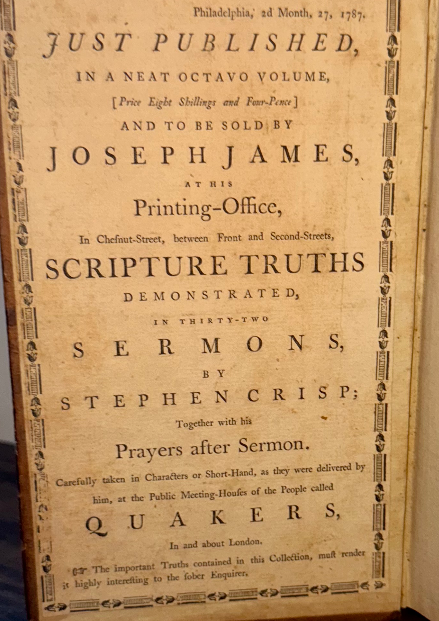 Philadelphia, 2d Month, 27, 1787.
JUST PUBLISHED,
IN A NEAT OCTAVO VOLUME,
[Price Eight Shillings and Four-Pence]
AND TO BE SOLD BY
JOSEPH JAMES,
AT HIS
Printing-Office,
In Cheſnut-Street, between Front and Second-Streets,
SCRIPTURE TRUTHS
DEMONSTRATED,
IN THIRTY-TWO
SERMONS,
BY
STEPHEN CRISP;
Together with his
Prayers after Sermon.
Carefully taken in Characters or Short-Hand, as they were delivered by
him, at the Public Meeting-Houſes of the People called
QUAKERS,
In and about London.
☞ The important Truths contained in this Collection, muſt render
it highly intereſting to the ſober Enquirer.